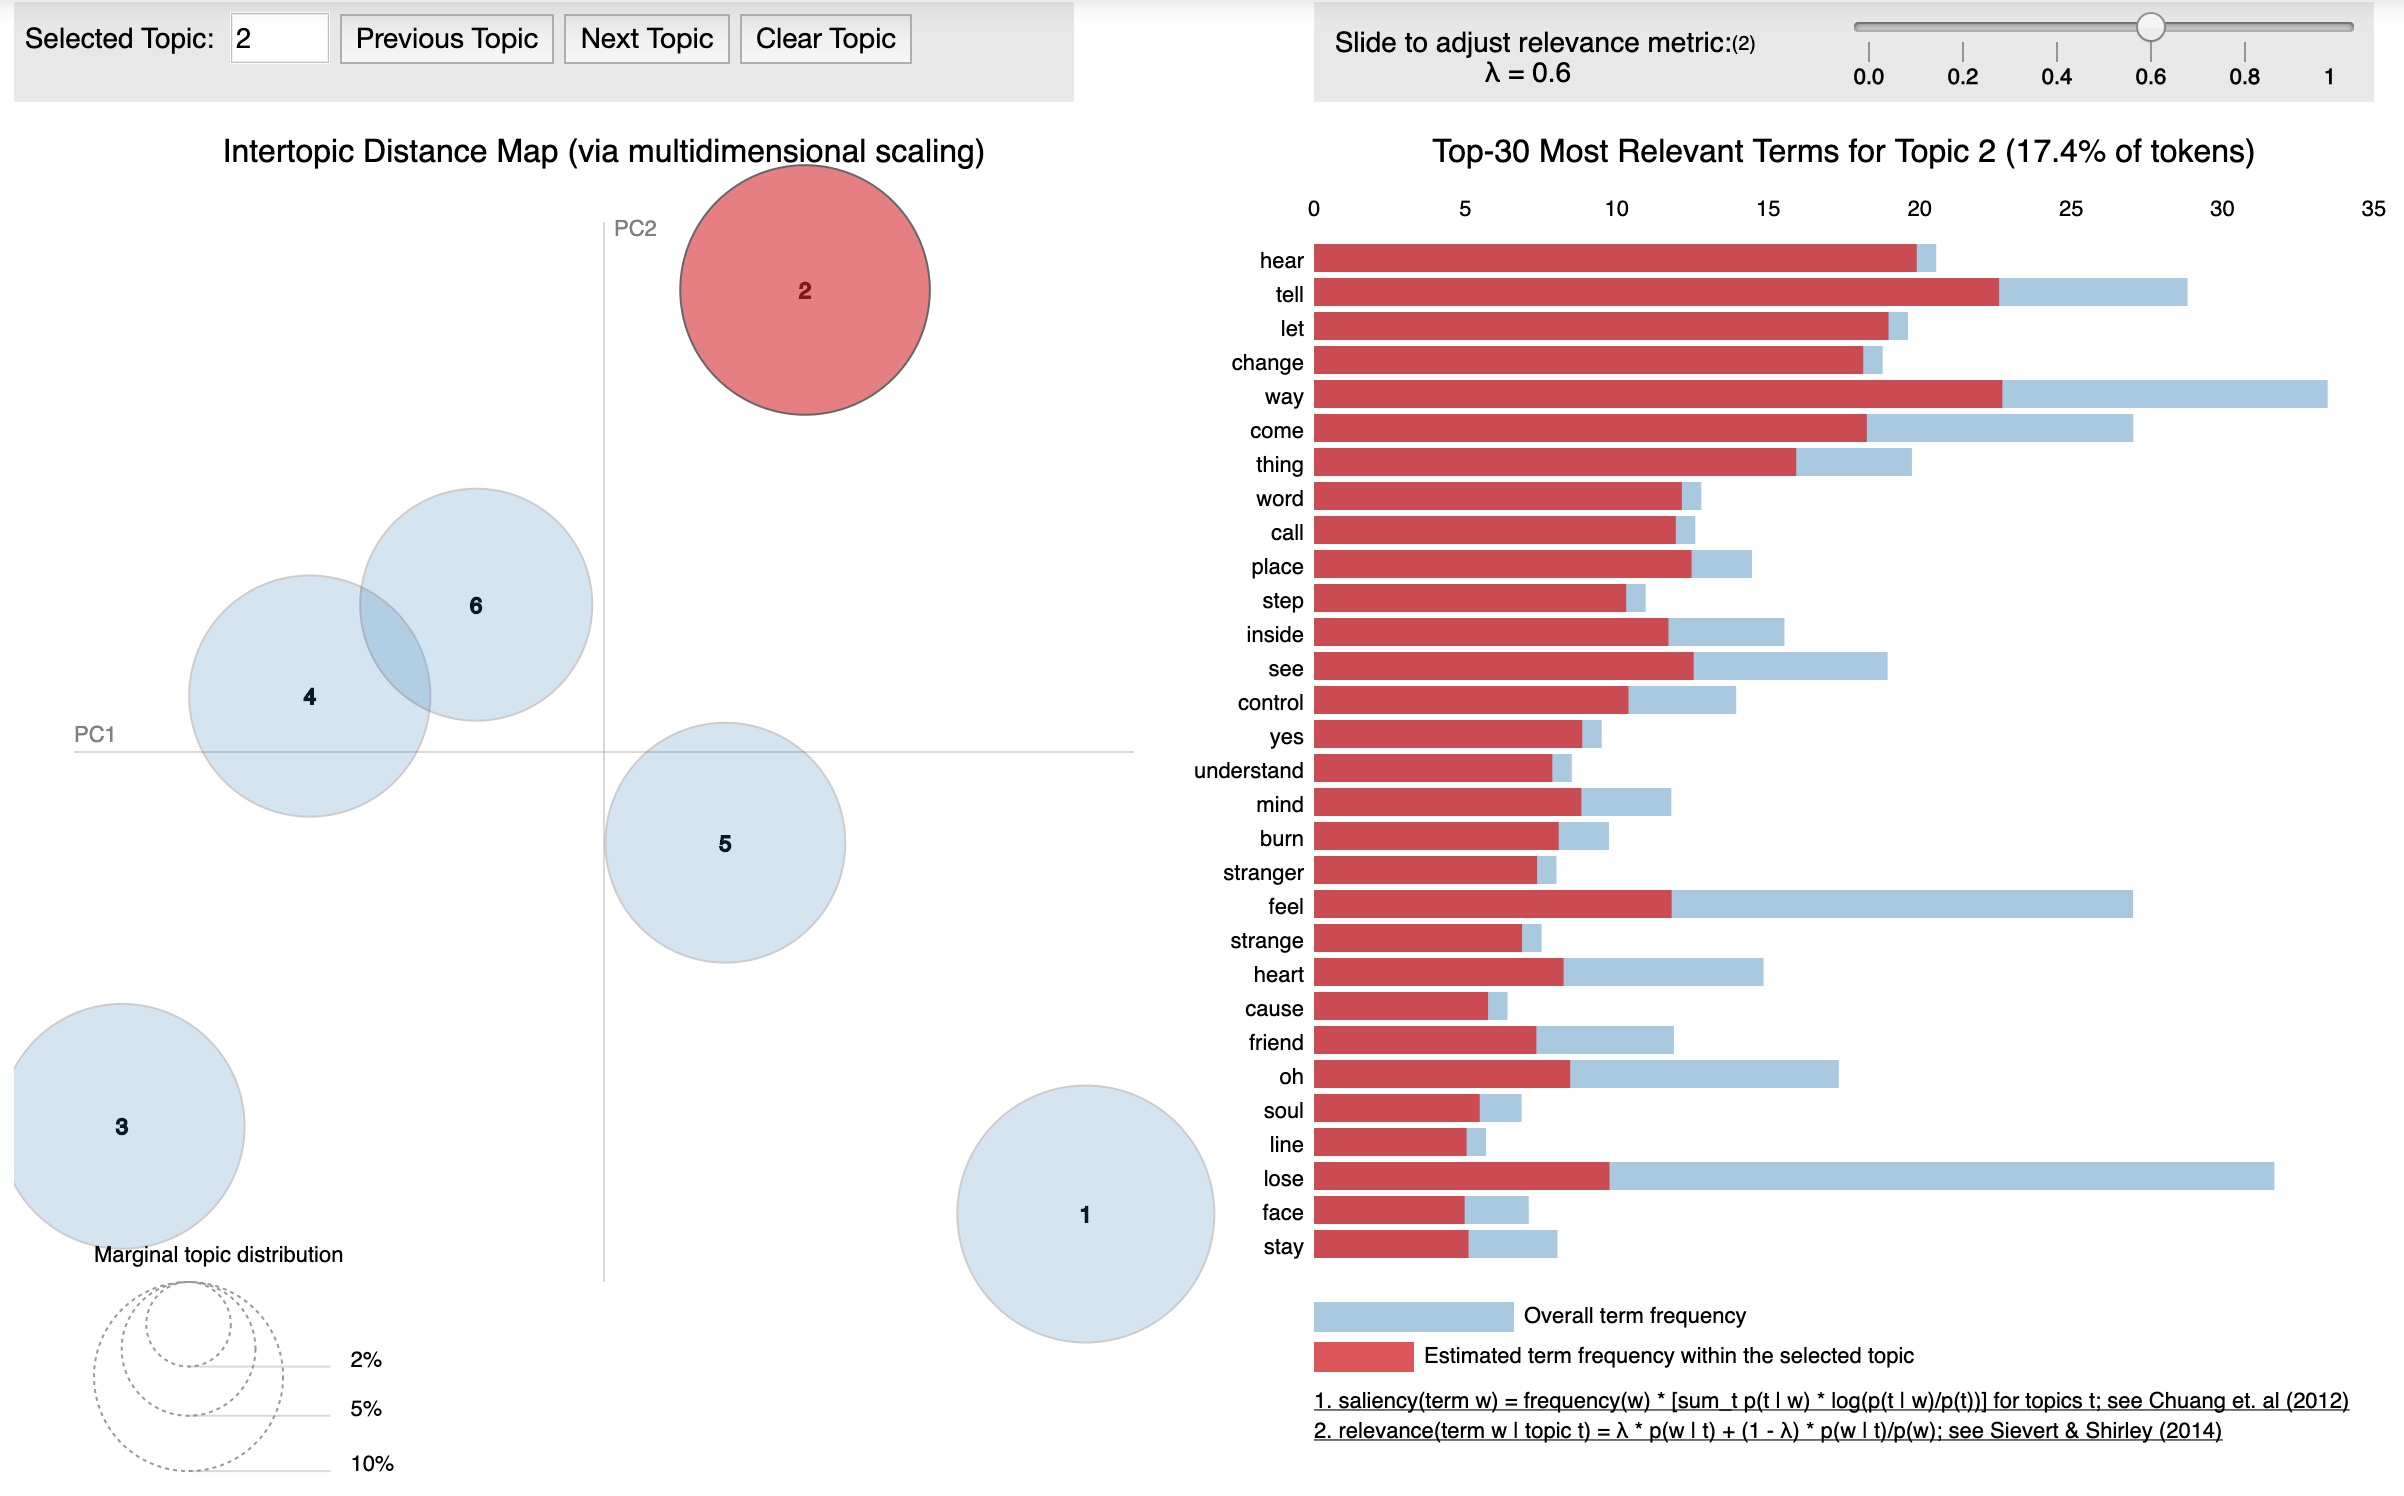 Selected Topic: 2 Previous Topic Next Topic Clear Topic
Slide to adjust relevance metric:(2)
λ = 0.6
0.0 0.2 0.4 0.6 0.8 1
Intertopic Distance Map (via multidimensional scaling)
PC2
2
6
4
PC1
5
3
1
Marginal topic distribution
2%
5%
10%
Top-30 Most Relevant Terms for Topic 2 (17.4% of tokens)
0 5 10 15 20 25 30 35
hear
tell
let
change
way
come
thing
word
call
place
step
inside
see
control
yes
understand
mind
burn
stranger
feel
strange
heart
cause
friend
oh
soul
line
lose
face
stay
Overall term frequency
Estimated term frequency within the selected topic
1. saliency(term w) = frequency(w) * [sum_t p(t | w) * log(p(t | w)/p(t))] for topics t; see Chuang et. al (2012)
2. relevance(term w | topic t) = λ * p(w | t) + (1 - λ) * p(w | t)/p(w); see Sievert & Shirley (2014)